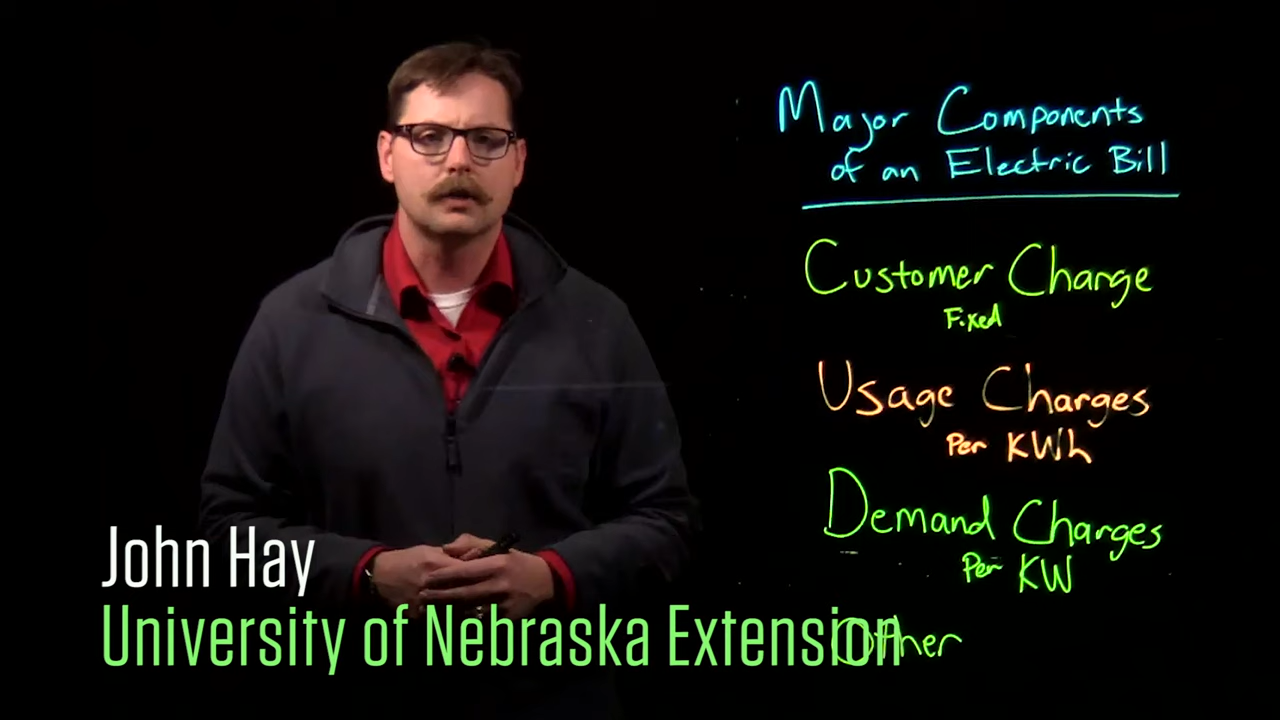 Major Components
of an Electric Bill
Customer Charge
Fixed
Usage Charges
Per KWh
Demand Charges
Per KW
Other
John Hay
University of Nebraska Extension